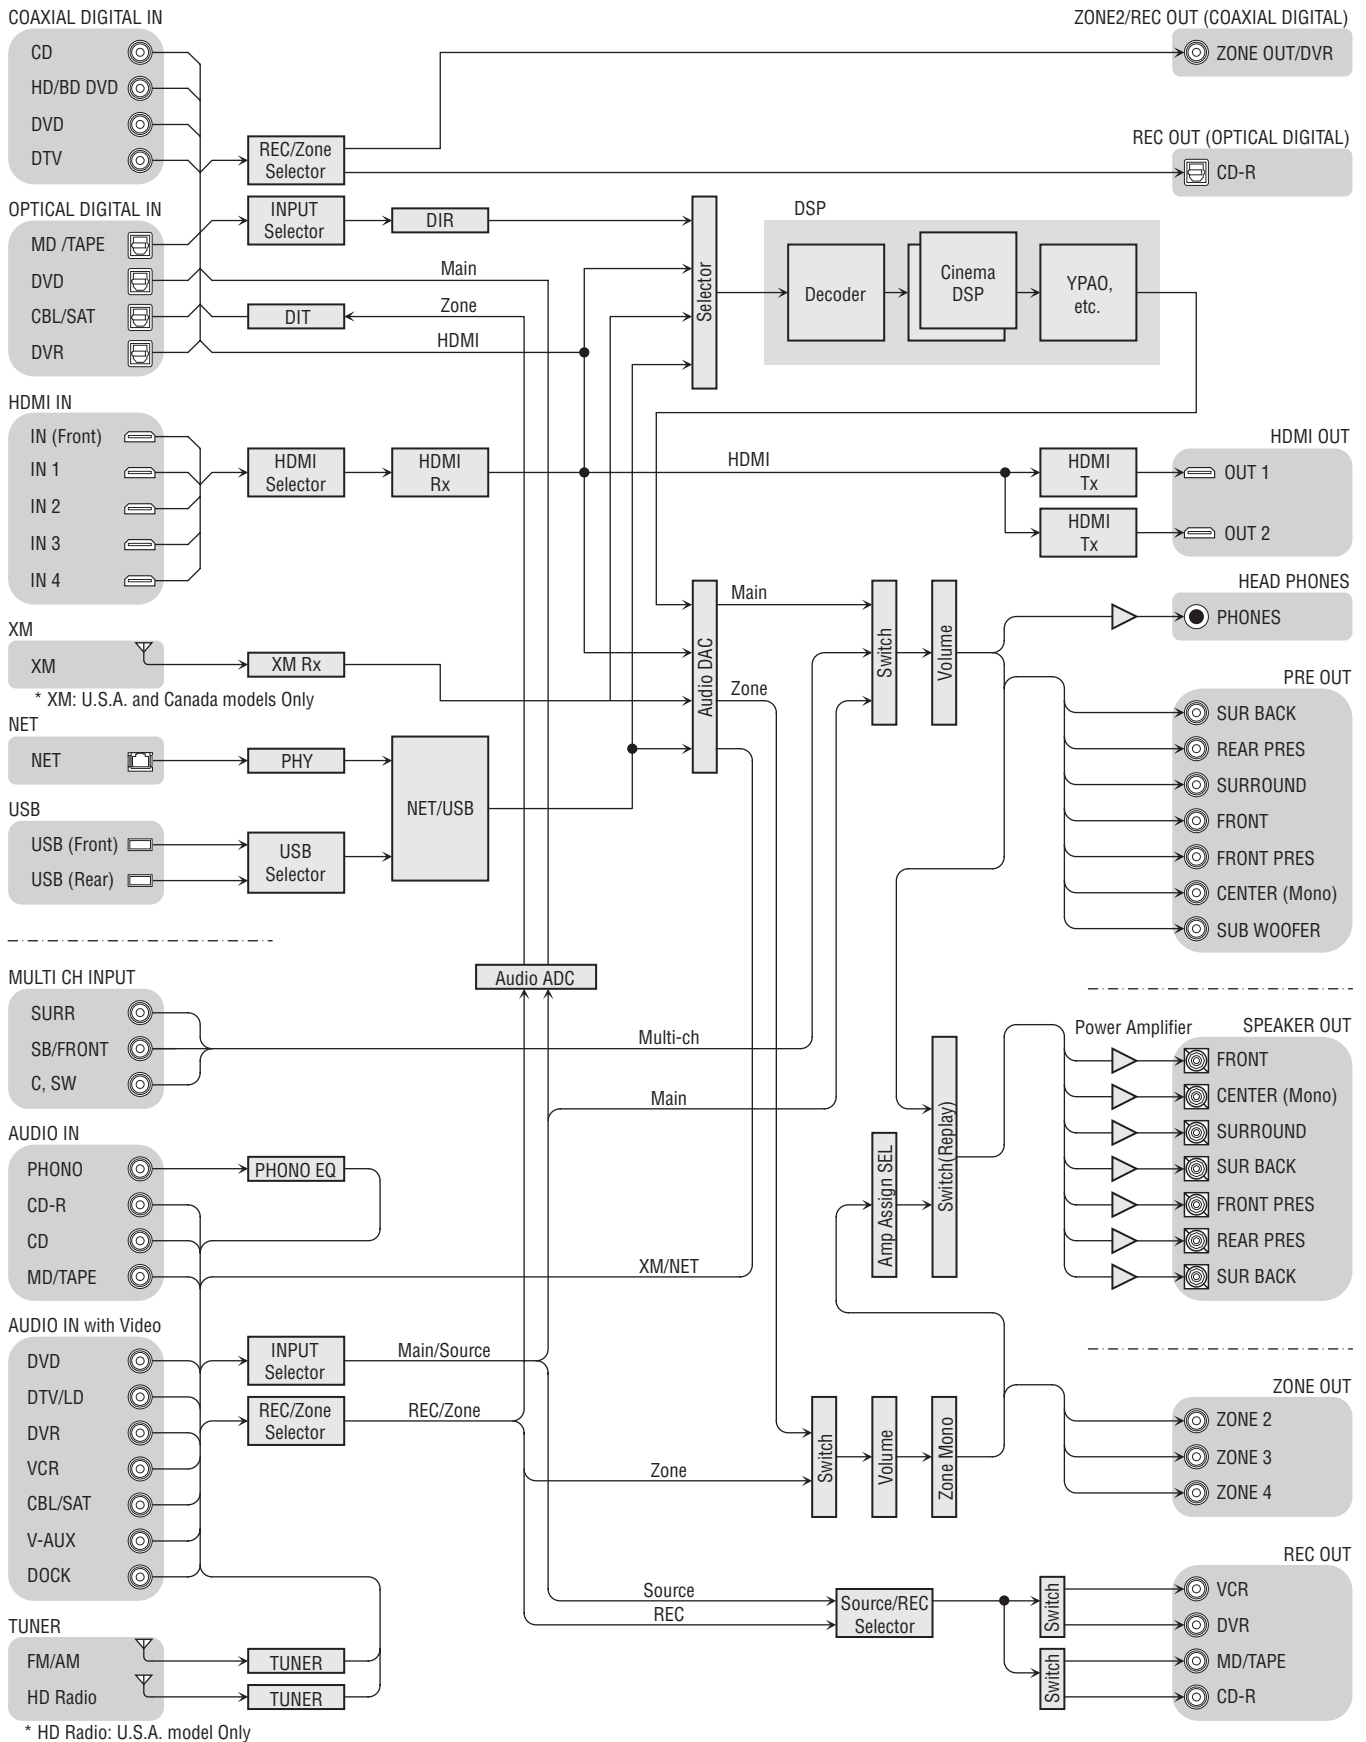 COAXIAL DIGITAL IN
CD
HD/BD DVD
DVD
DTV
OPTICAL DIGITAL IN
MD /TAPE
DVD
CBL/SAT
DVR
HDMI IN
IN (Front)
IN 1
IN 2
IN 3
IN 4
XM
XM
* XM: U.S.A. and Canada models Only
NET
NET
USB
USB (Front)
USB (Rear)
MULTI CH INPUT
SURR
SB/FRONT
C, SW
AUDIO IN
PHONO
CD-R
CD
MD/TAPE
AUDIO IN with Video
DVD
DTV/LD
DVR
VCR
CBL/SAT
V-AUX
DOCK
TUNER
FM/AM
HD Radio
* HD Radio: U.S.A. model Only
REC/Zone
Selector
INPUT
Selector
DIR
Main
Zone
DIT
HDMI
HDMI
Selector
HDMI
Rx
XM Rx
PHY
USB
Selector
NET/USB
Audio ADC
PHONO EQ
INPUT
Selector
REC/Zone
Selector
Main/Source
REC/Zone
TUNER
TUNER
Selector
DSP
Decoder
Cinema
DSP
YPAO,
etc.
HDMI
Audio DAC
Main
Zone
Switch
Volume
Multi-ch
Main
XM/NET
Amp Assign SEL
Switch(Replay)
Zone
Switch
Volume
Zone Mono
Source
REC
Source/REC
Selector
Switch
Switch
HDMI
Tx
HDMI
Tx
ZONE2/REC OUT (COAXIAL DIGITAL)
ZONE OUT/DVR
REC OUT (OPTICAL DIGITAL)
CD-R
HDMI OUT
OUT 1
OUT 2
HEAD PHONES
PHONES
PRE OUT
SUR BACK
REAR PRES
SURROUND
FRONT
FRONT PRES
CENTER (Mono)
SUB WOOFER
Power Amplifier
SPEAKER OUT
FRONT
CENTER (Mono)
SURROUND
SUR BACK
FRONT PRES
REAR PRES
SUR BACK
ZONE OUT
ZONE 2
ZONE 3
ZONE 4
REC OUT
VCR
DVR
MD/TAPE
CD-R